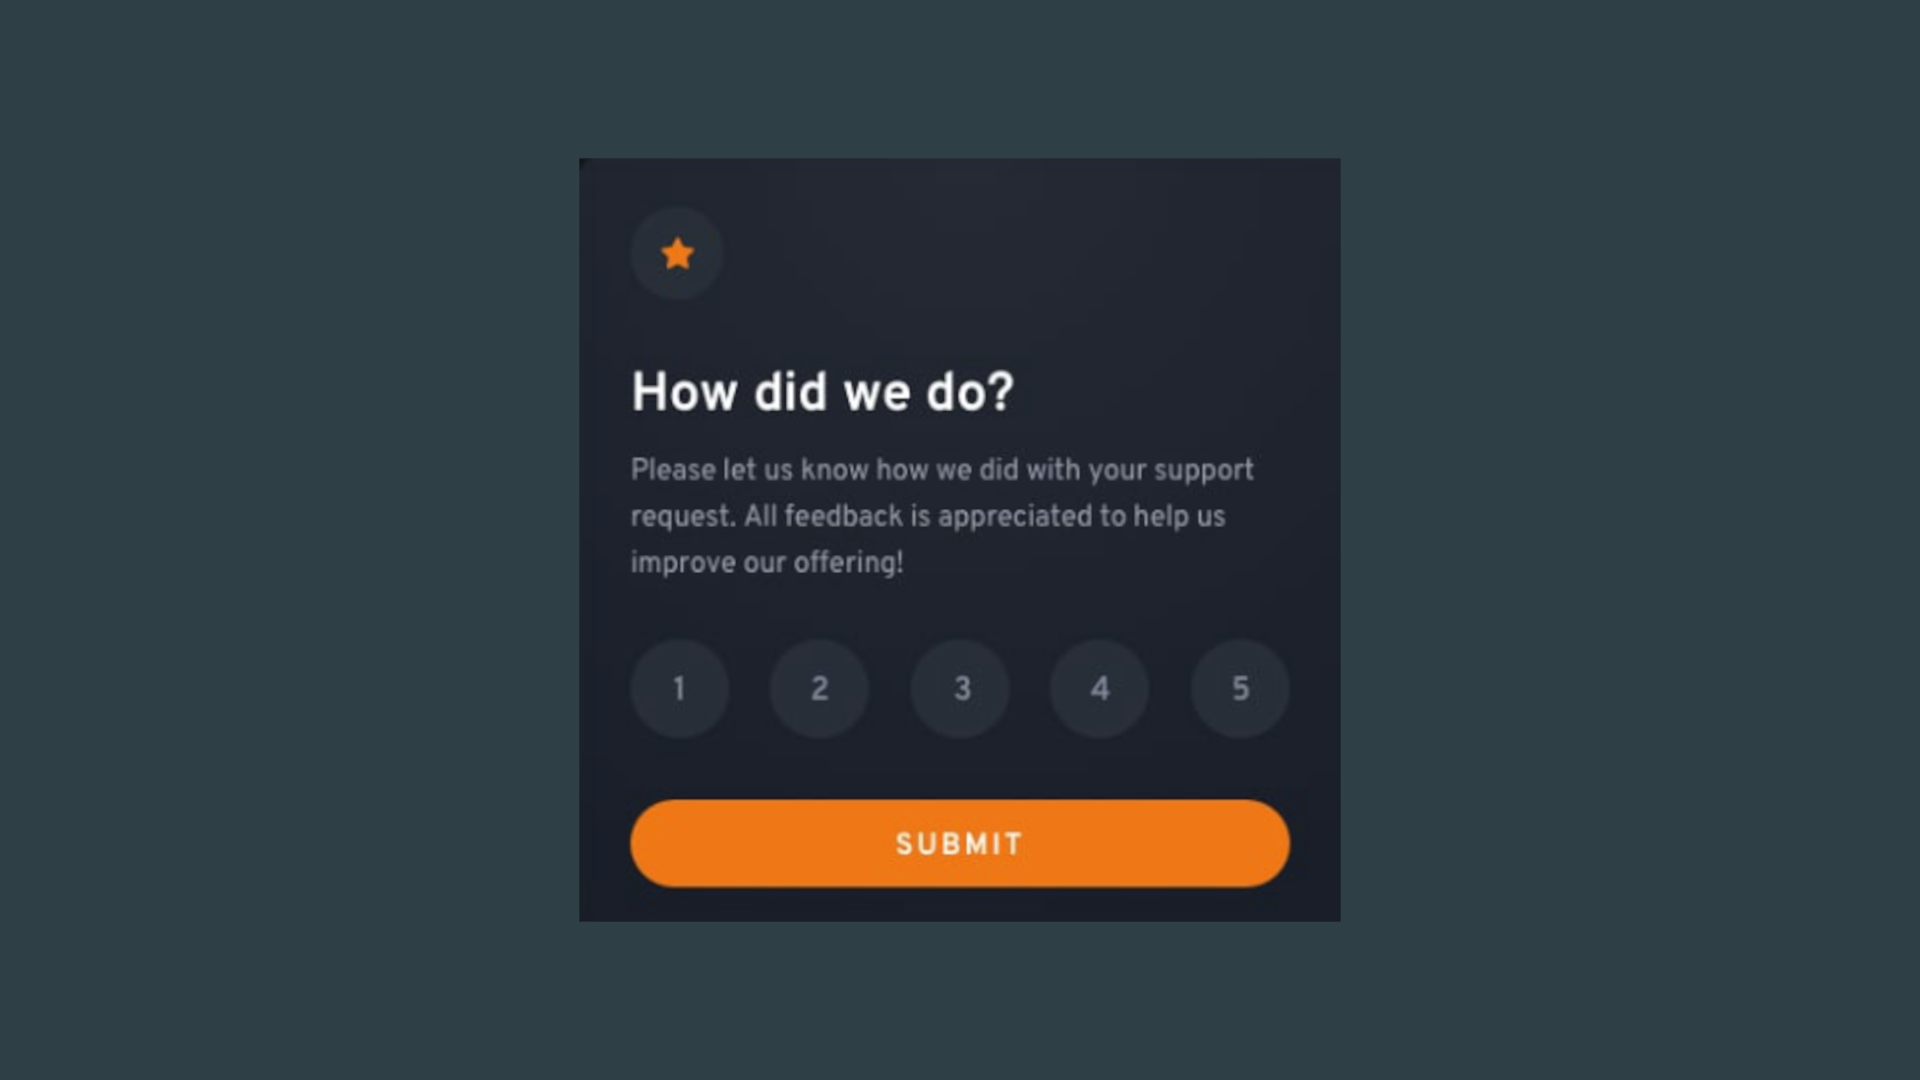 How did we do?
Please let us know how we did with your support
request. All feedback is appreciated to help us
improve our offering!
1 2 3 4 5
SUBMIT